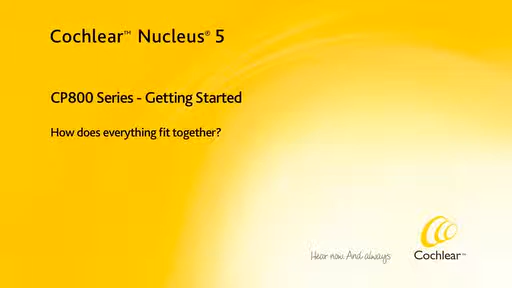 Cochlear™ Nucleus® 5
CP800 Series - Getting Started
How does everything fit together?
Hear now. And always
Cochlear™